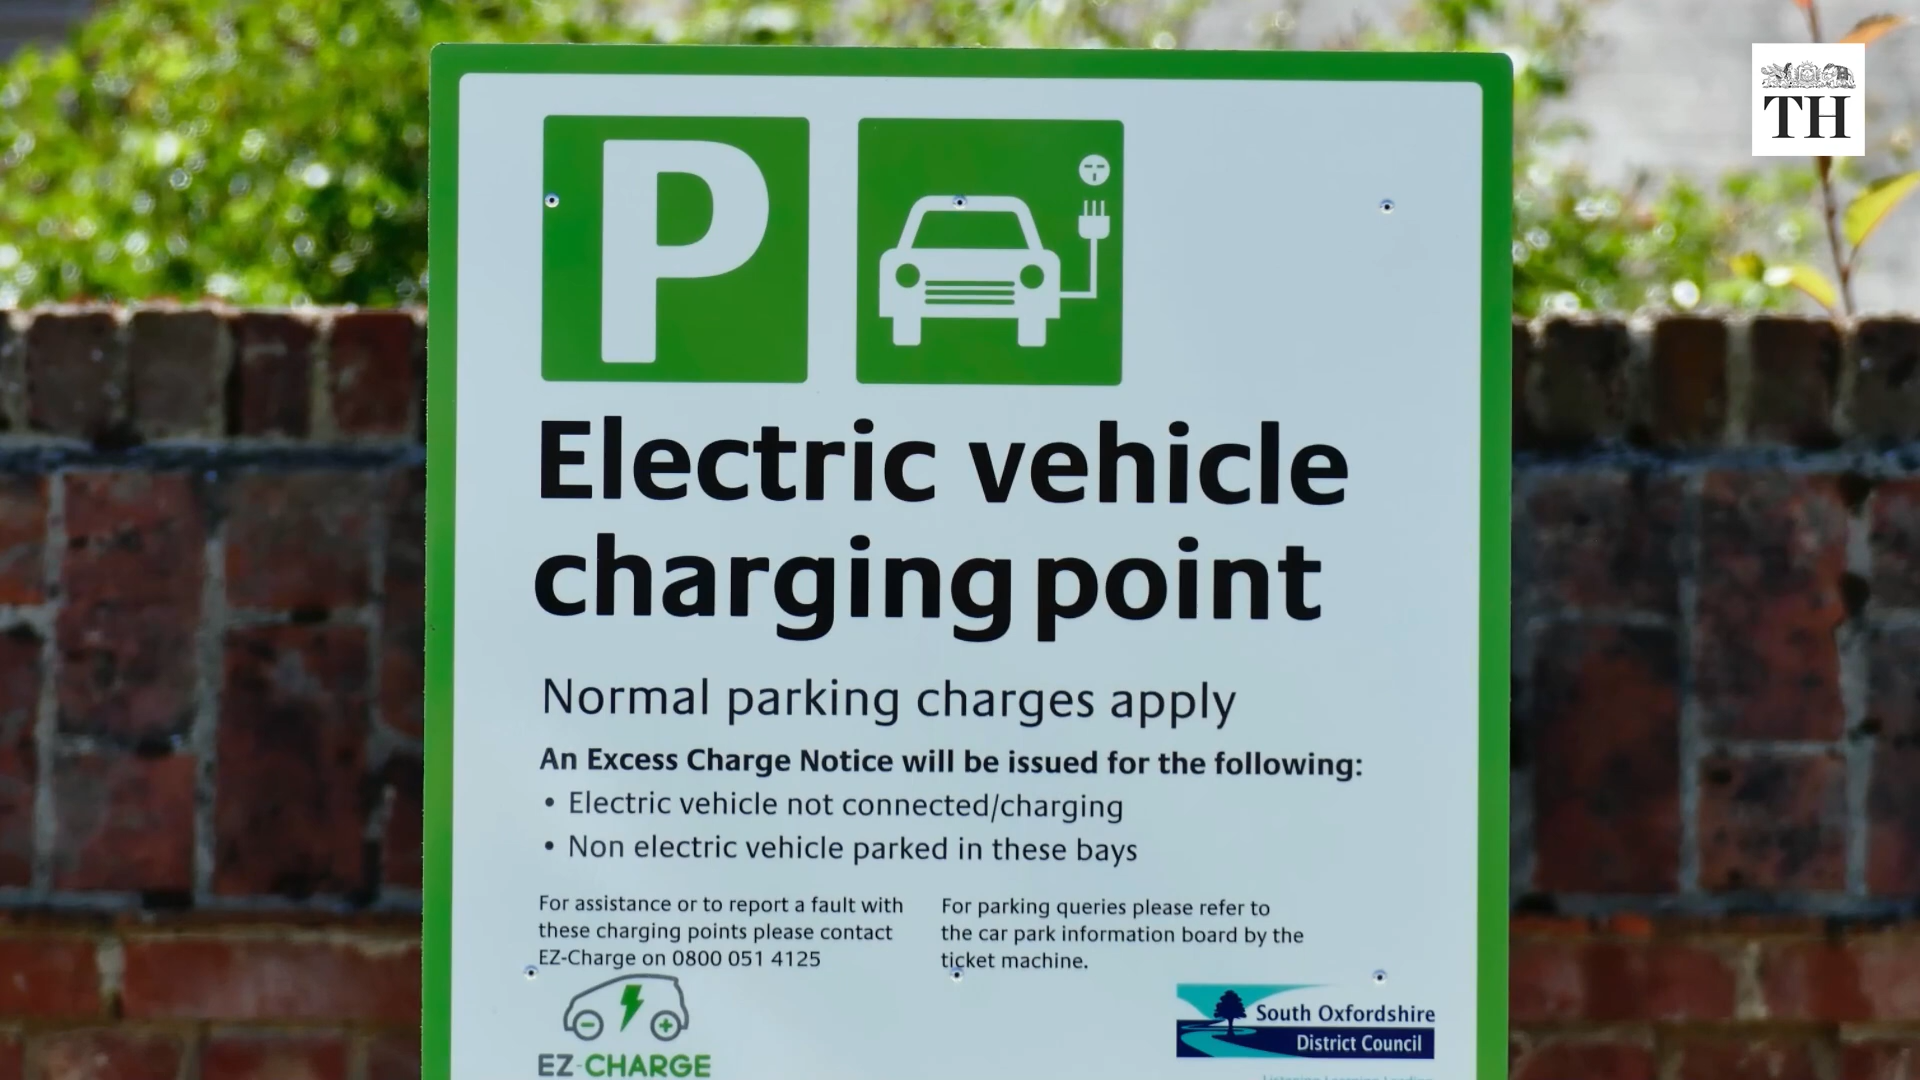 TH
P
Electric vehicle
charging point
Normal parking charges apply
An Excess Charge Notice will be issued for the following:
• Electric vehicle not connected/charging
• Non electric vehicle parked in these bays
For assistance or to report a fault with
these charging points please contact
EZ-Charge on 0800 051 4125
For parking queries please refer to
the car park information board by the
ticket machine.
EZ-CHARGE
South Oxfordshire
District Council